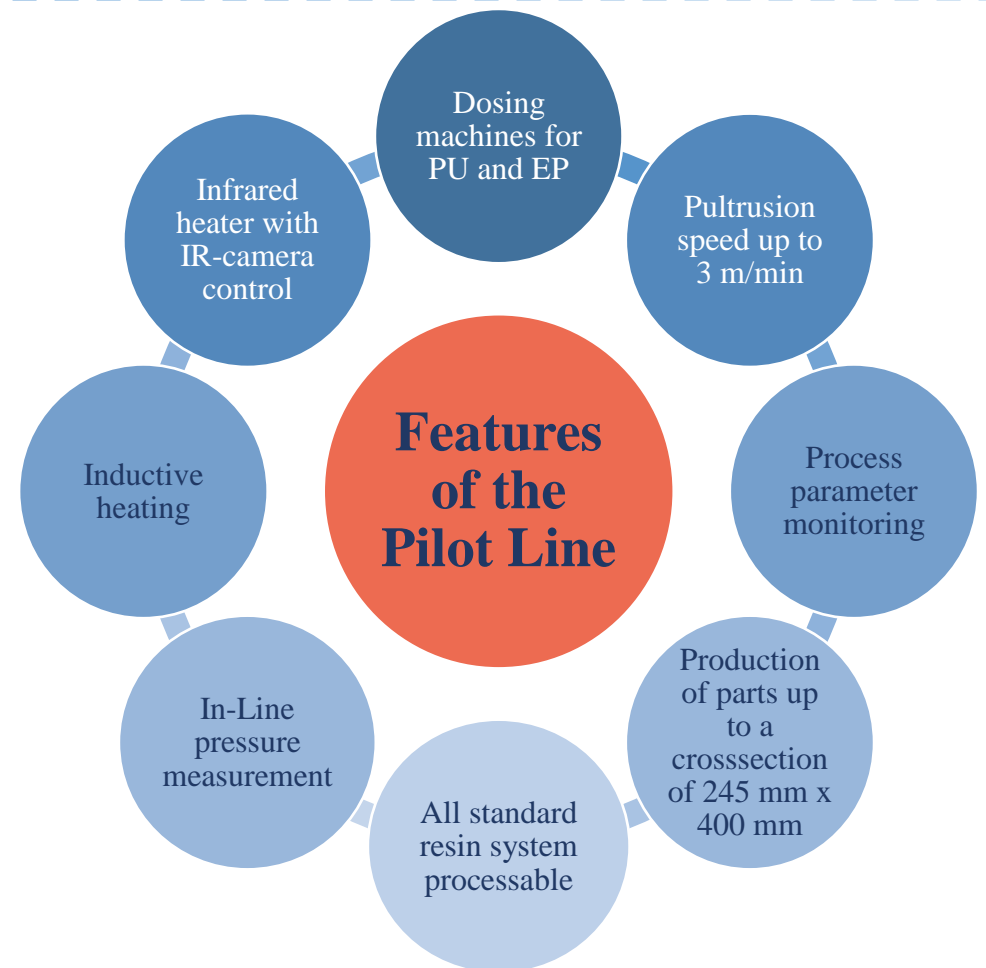 Dosing
machines for
PU and EP
Pultrusion
speed up to
3 m/min
Process
parameter
monitoring
Production
of parts up
to a
crosssection
of 245 mm x
400 mm
All standard
resin system
processable
In-Line
pressure
measurement
Inductive
heating
Infrared
heater with
IR-camera
control
Features
of the
Pilot Line